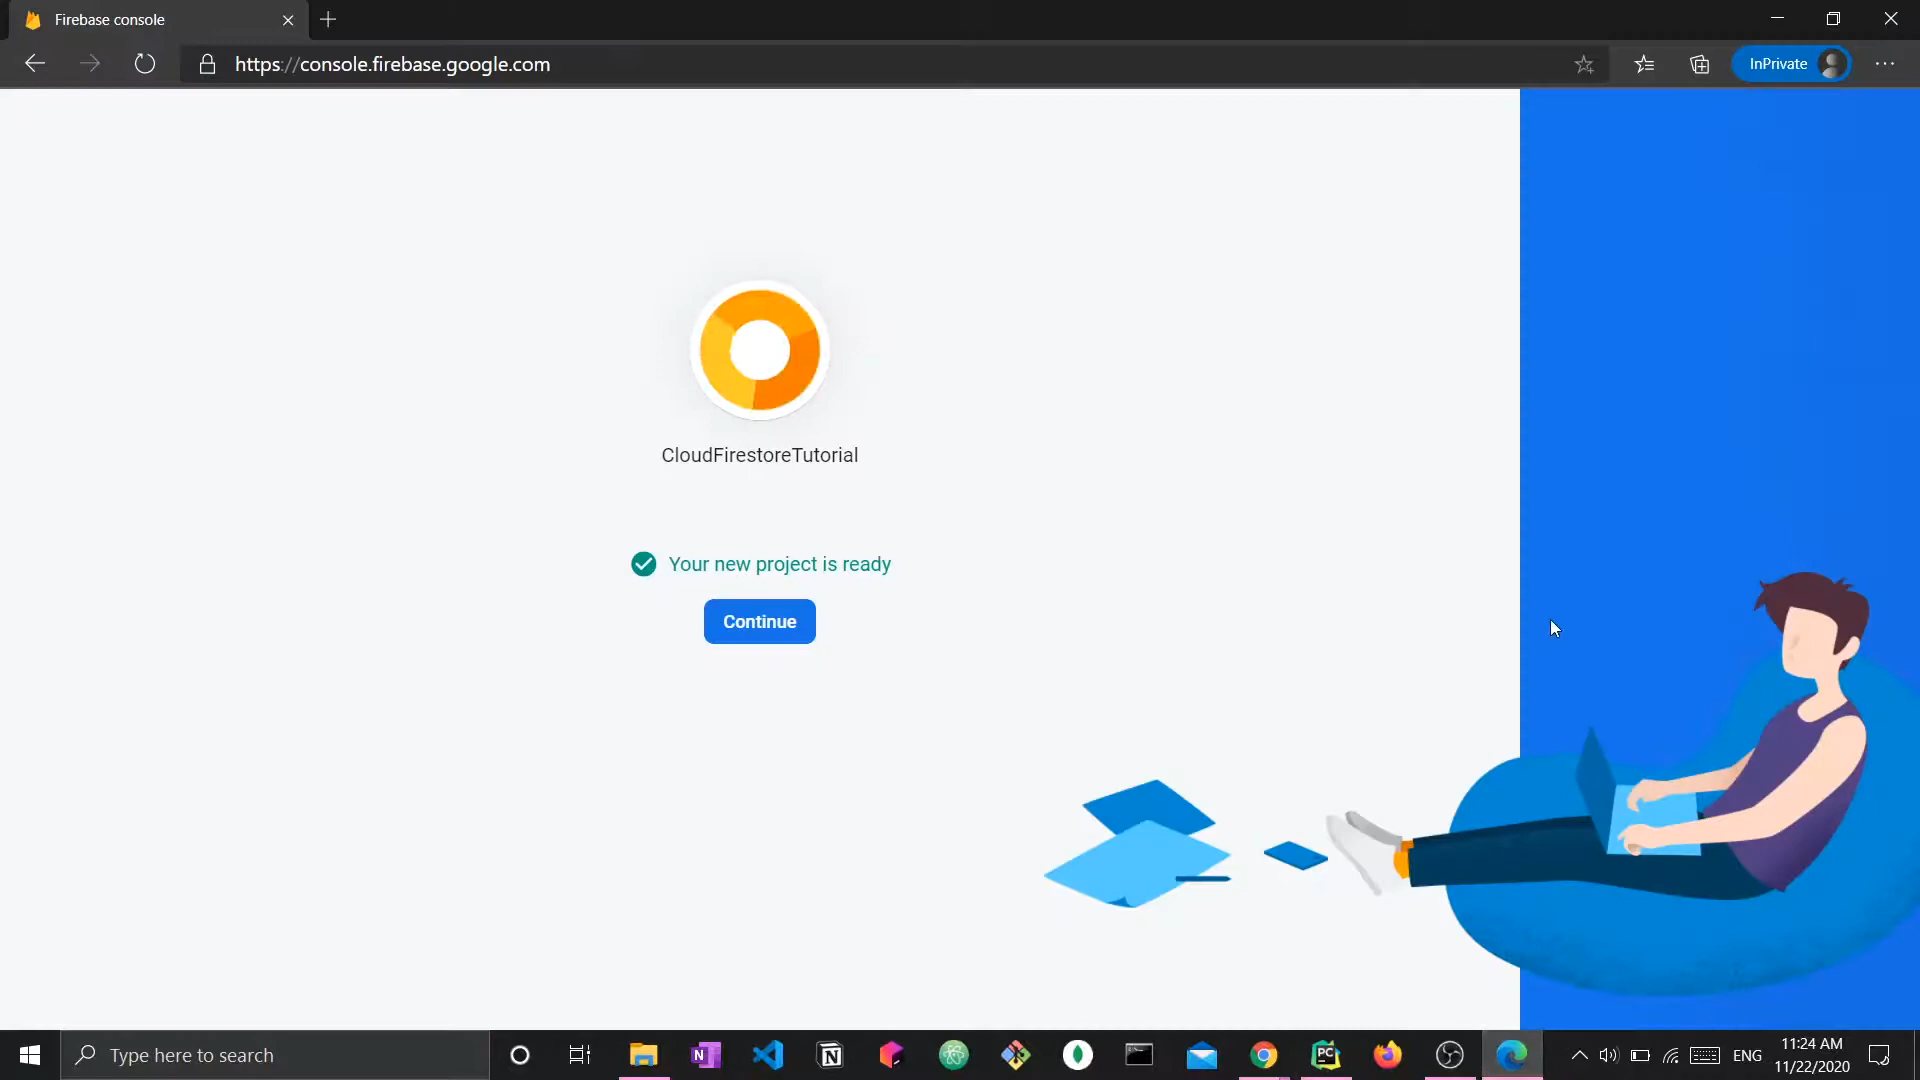 Firebase console
https://console.firebase.google.com
InPrivate
CloudFirestoreTutorial
Your new project is ready
Continue
Type here to search
N
N
PC
ENG
11:24 AM
11/22/2020